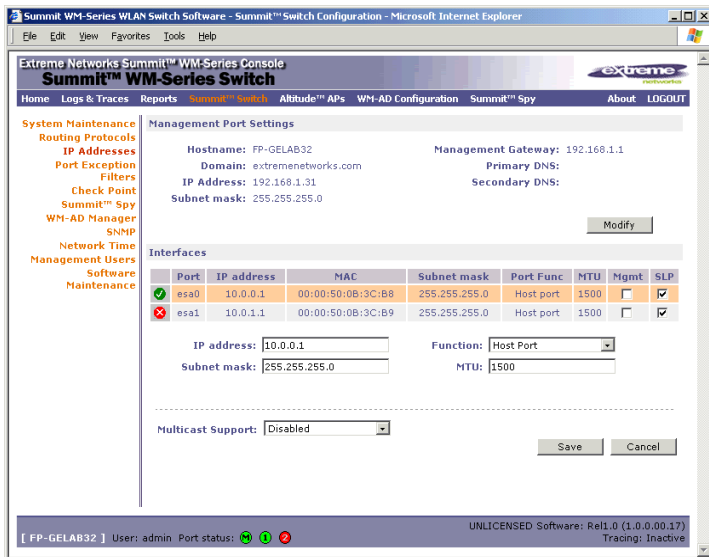 Summit WM-Series WLAN Switch Software - Summit™ Switch Configuration - Microsoft Internet Explorer
File Edit View Favorites Tools Help
Extreme Networks Summit™ WM-Series Console
Summit™ WM-Series Switch
extreme
networks
Home Logs & Traces Reports Summit™ Switch Altitude™ APs WM-AD Configuration Summit™ Spy About LOGOUT
System Maintenance
Routing Protocols
IP Addresses
Port Exception
Filters
Check Point
Summit™ Spy
WM-AD Manager
SNMP
Network Time
Management Users
Software
Maintenance
Management Port Settings
Hostname: FP-GELAB32 Management Gateway: 192.168.1.1
Domain: extremenetworks.com Primary DNS:
IP Address: 192.168.1.31 Secondary DNS:
Subnet mask: 255.255.255.0
Modify
Interfaces
Port IP address MAC Subnet mask Port Func MTU Mgmt SLP
esa0 10.0.0.1 00:00:50:0B:3C:B8 255.255.255.0 Host port 1500
esa1 10.0.1.1 00:00:50:0B:3C:B9 255.255.255.0 Host port 1500
IP address: 10.0.0.1 Function: Host Port
Subnet mask: 255.255.255.0 MTU: 1500
Multicast Support: Disabled
Save Cancel
UNLICENSED Software: Rel1.0 (1.0.0.00.17)
[ FP-GELAB32 ] User: admin Port status: M 1 2 Tracing: Inactive